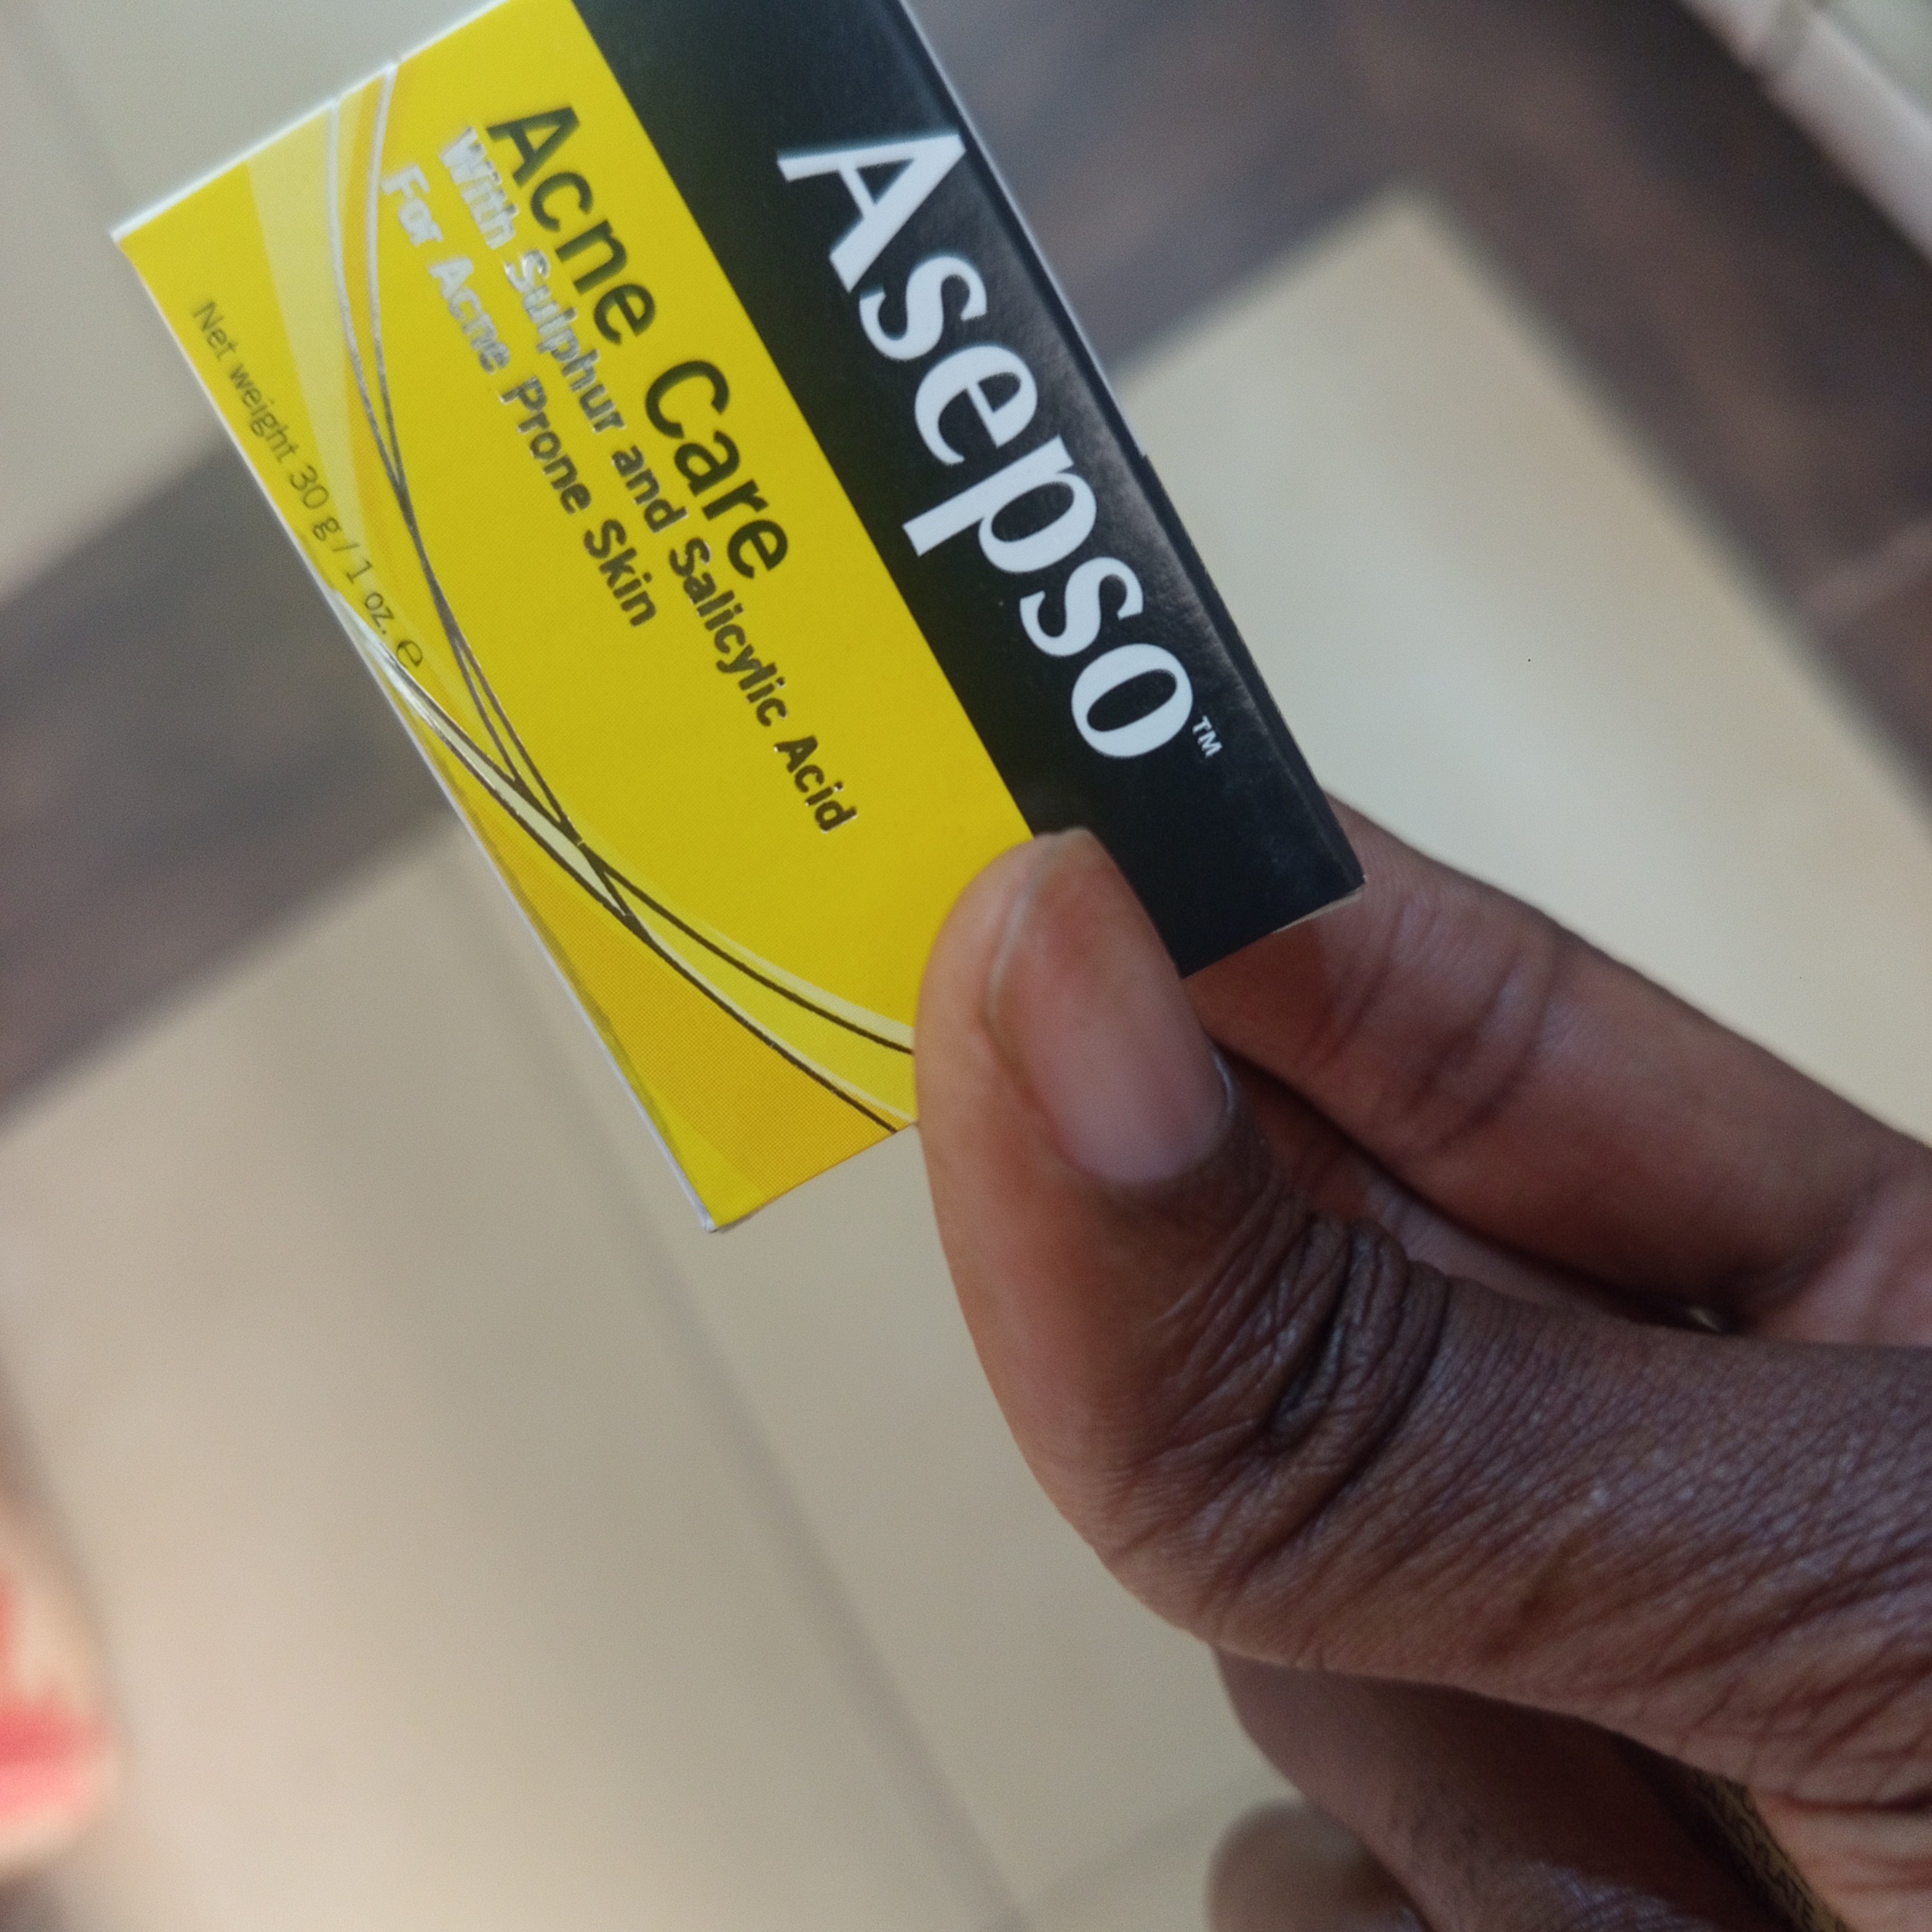 Asepso™
Acne Care
With Sulphur and Salicylic Acid
For Acne Prone Skin
Net weight 30 g / 1 oz. ℮